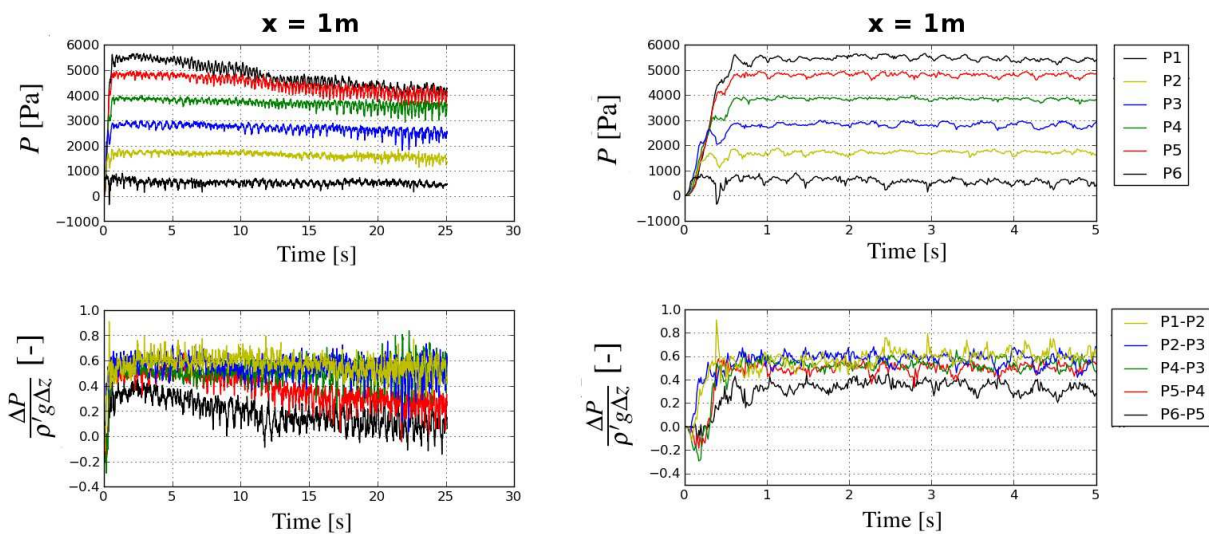 x = 1m
6000
5000
4000
3000
2000
1000
0
−1000
P [Pa]
0 5 10 15 20 25 30
Time [s]
x = 1m
6000
5000
4000
3000
2000
1000
0
−1000
P [Pa]
0 1 2 3 4 5
Time [s]
P1
P2
P3
P4
P5
P6
1.0
0.8
0.6
0.4
0.2
0.0
−0.2
−0.4
ΔP/ρ′gΔz [-]
0 5 10 15 20 25 30
Time [s]
1.0
0.8
0.6
0.4
0.2
0.0
−0.2
−0.4
ΔP/ρ′gΔz [-]
0 1 2 3 4 5
Time [s]
P1-P2
P2-P3
P4-P3
P5-P4
P6-P5